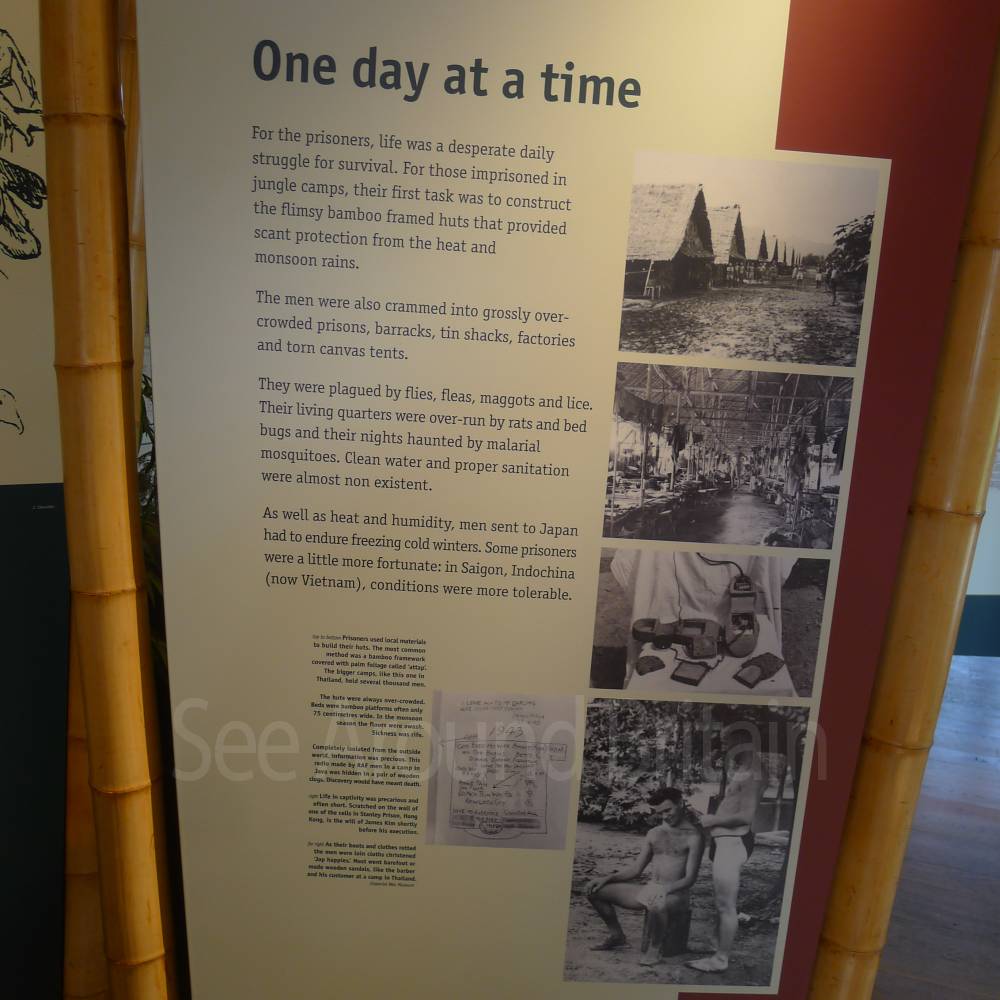 One day at a time
For the prisoners, life was a desperate daily
struggle for survival. For those imprisoned in
jungle camps, their first task was to construct
the flimsy bamboo framed huts that provided
scant protection from the heat and
monsoon rains.
The men were also crammed into grossly over-
crowded prisons, barracks, tin shacks, factories
and torn canvas tents.
They were plagued by flies, fleas, maggots and lice.
Their living quarters were over-run by rats and bed
bugs and their nights haunted by malarial
mosquitoes. Clean water and proper sanitation
were almost non existent.
As well as heat and humidity, men sent to Japan
had to endure freezing cold winters. Some prisoners
were a little more fortunate: in Saigon, Indochina
(now Vietnam), conditions were more tolerable.
top to bottom Prisoners used local materials
to build their huts. The most common
method was a bamboo framework
covered with palm foliage called 'attap'.
The bigger camps, like this one in
Thailand, held several thousand men.
The huts were always over-crowded.
Beds were bamboo platforms often only
75 centimetres wide. In the monsoon
season the floors were awash.
Sickness was rife.
Completely isolated from the outside
world, information was precious. This
radio made by RAF men in a camp in
Java was hidden in a pair of wooden
clogs. Discovery would have meant death.
right Life in captivity was precarious and
often short. Scratched on the wall of
one of the cells in Stanley Prison, Hong
Kong, is the will of James Kim shortly
before his execution.
far right As their boots and clothes rotted
the men wore loin cloths christened
'Jap happies.' Most went barefoot or
made wooden sandals, like the barber
and his customer at a camp in Thailand.
Imperial War Museum
1943
See Around Britain